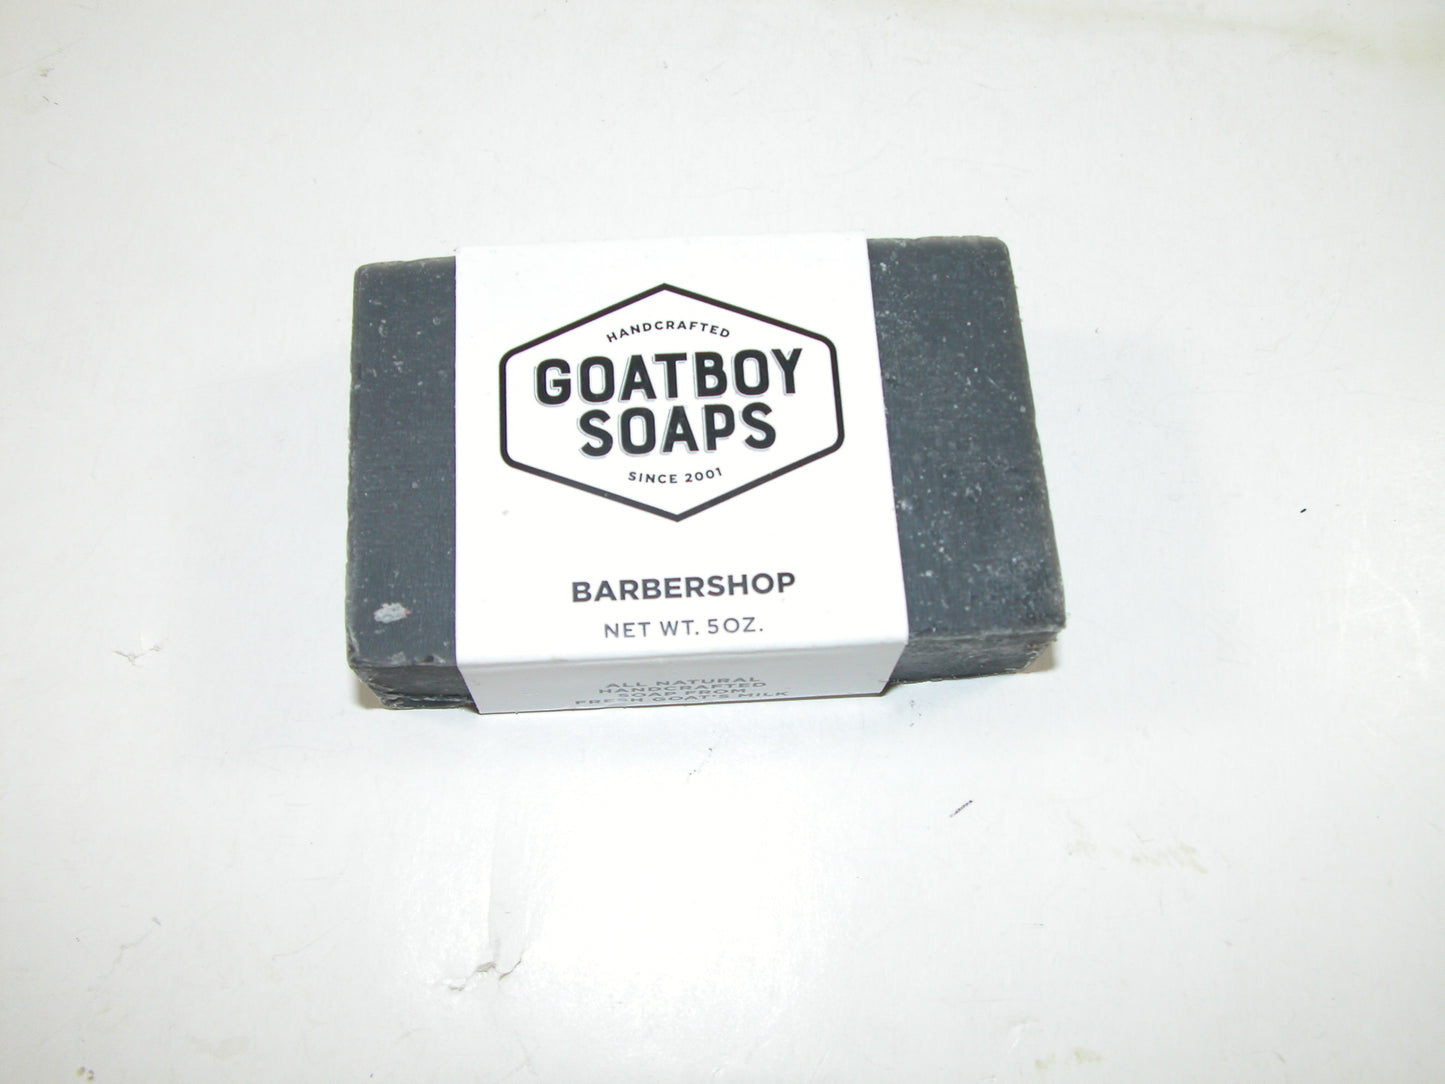 HANDCRAFTED
GOATBOY
SOAPS
SINCE 2001
BARBERSHOP
NET WT. 5OZ.
ALL NATURAL
HANDCRAFTED
SOAP FROM
FRESH GOAT'S MILK